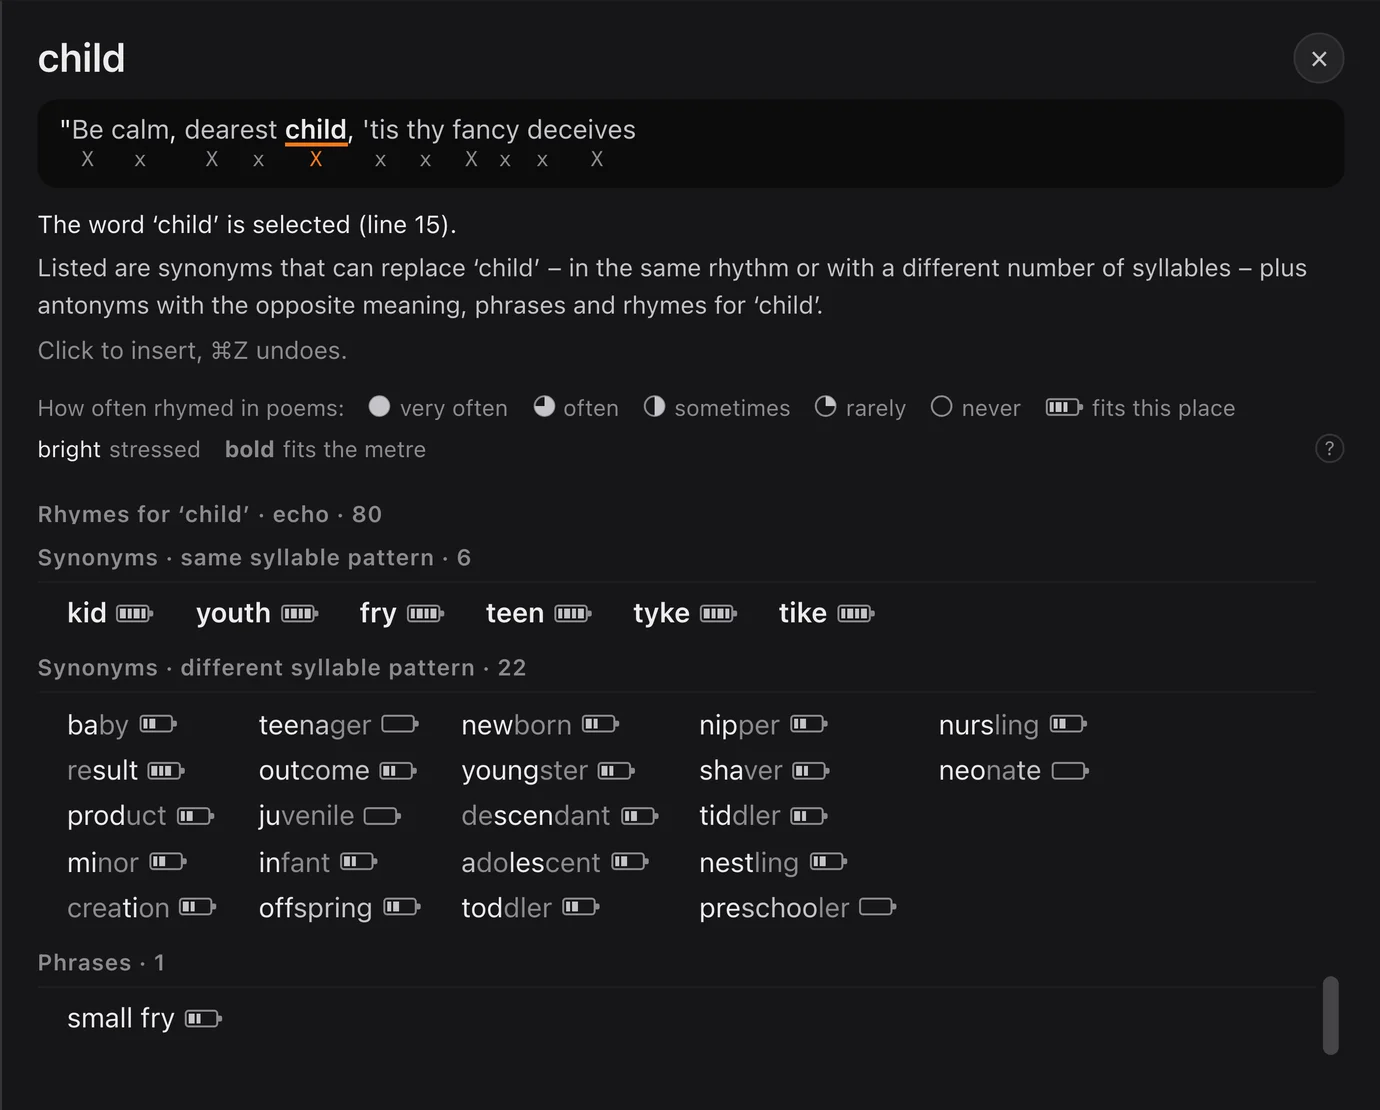 child
×
"Be calm, dearest child, 'tis thy fancy deceives
X x X x X x x X x x X
The word ‘child’ is selected (line 15).
Listed are synonyms that can replace ‘child’ – in the same rhythm or with a different number of syllables – plus
antonyms with the opposite meaning, phrases and rhymes for ‘child’.
Click to insert, ⌘Z undoes.
How often rhymed in poems: very often often sometimes rarely never fits this place
bright stressed bold fits the metre ?
Rhymes for ‘child’ · echo · 80
Synonyms · same syllable pattern · 6
kid youth fry teen tyke tike
Synonyms · different syllable pattern · 22
baby teenager newborn nipper nursling
result outcome youngster shaver neonate
product juvenile descendant tiddler
minor infant adolescent nestling
creation offspring toddler preschooler
Phrases · 1
small fry